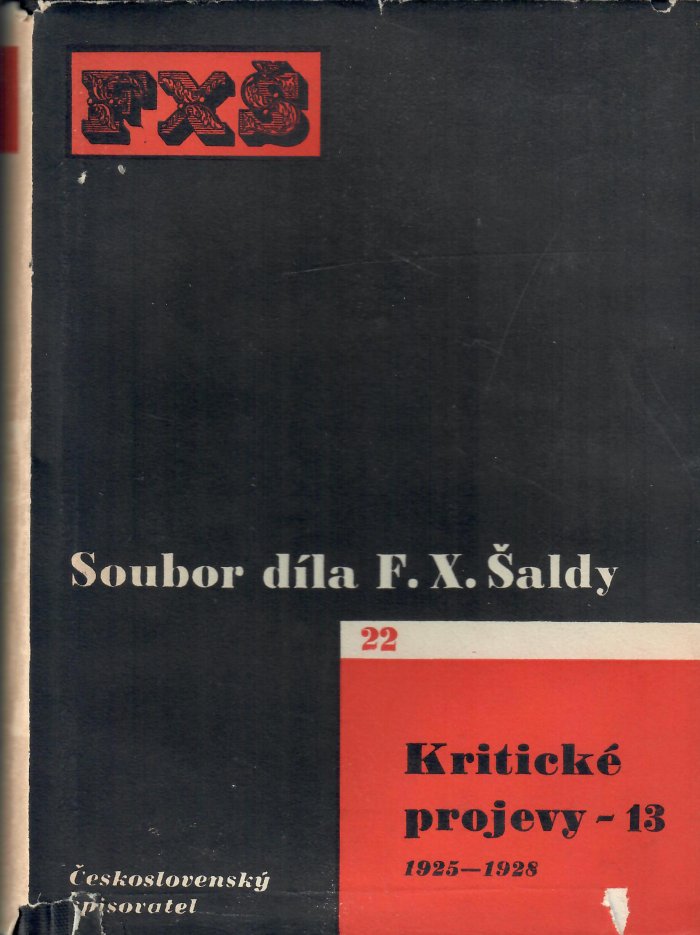 FXŠ
Soubor díla F. X. Šaldy
22
Kritické
projevy - 13
1925—1928
Československý
spisovatel